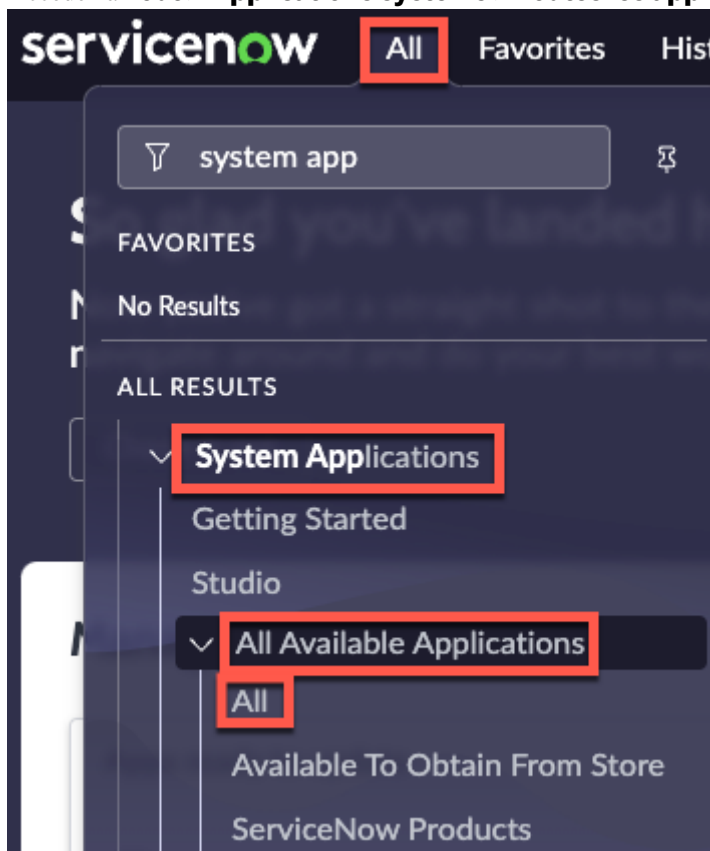 servicenow All Favorites Hist
system app
FAVORITES
No Results
ALL RESULTS
System Applications
Getting Started
Studio
All Available Applications
All
Available To Obtain From Store
ServiceNow Products